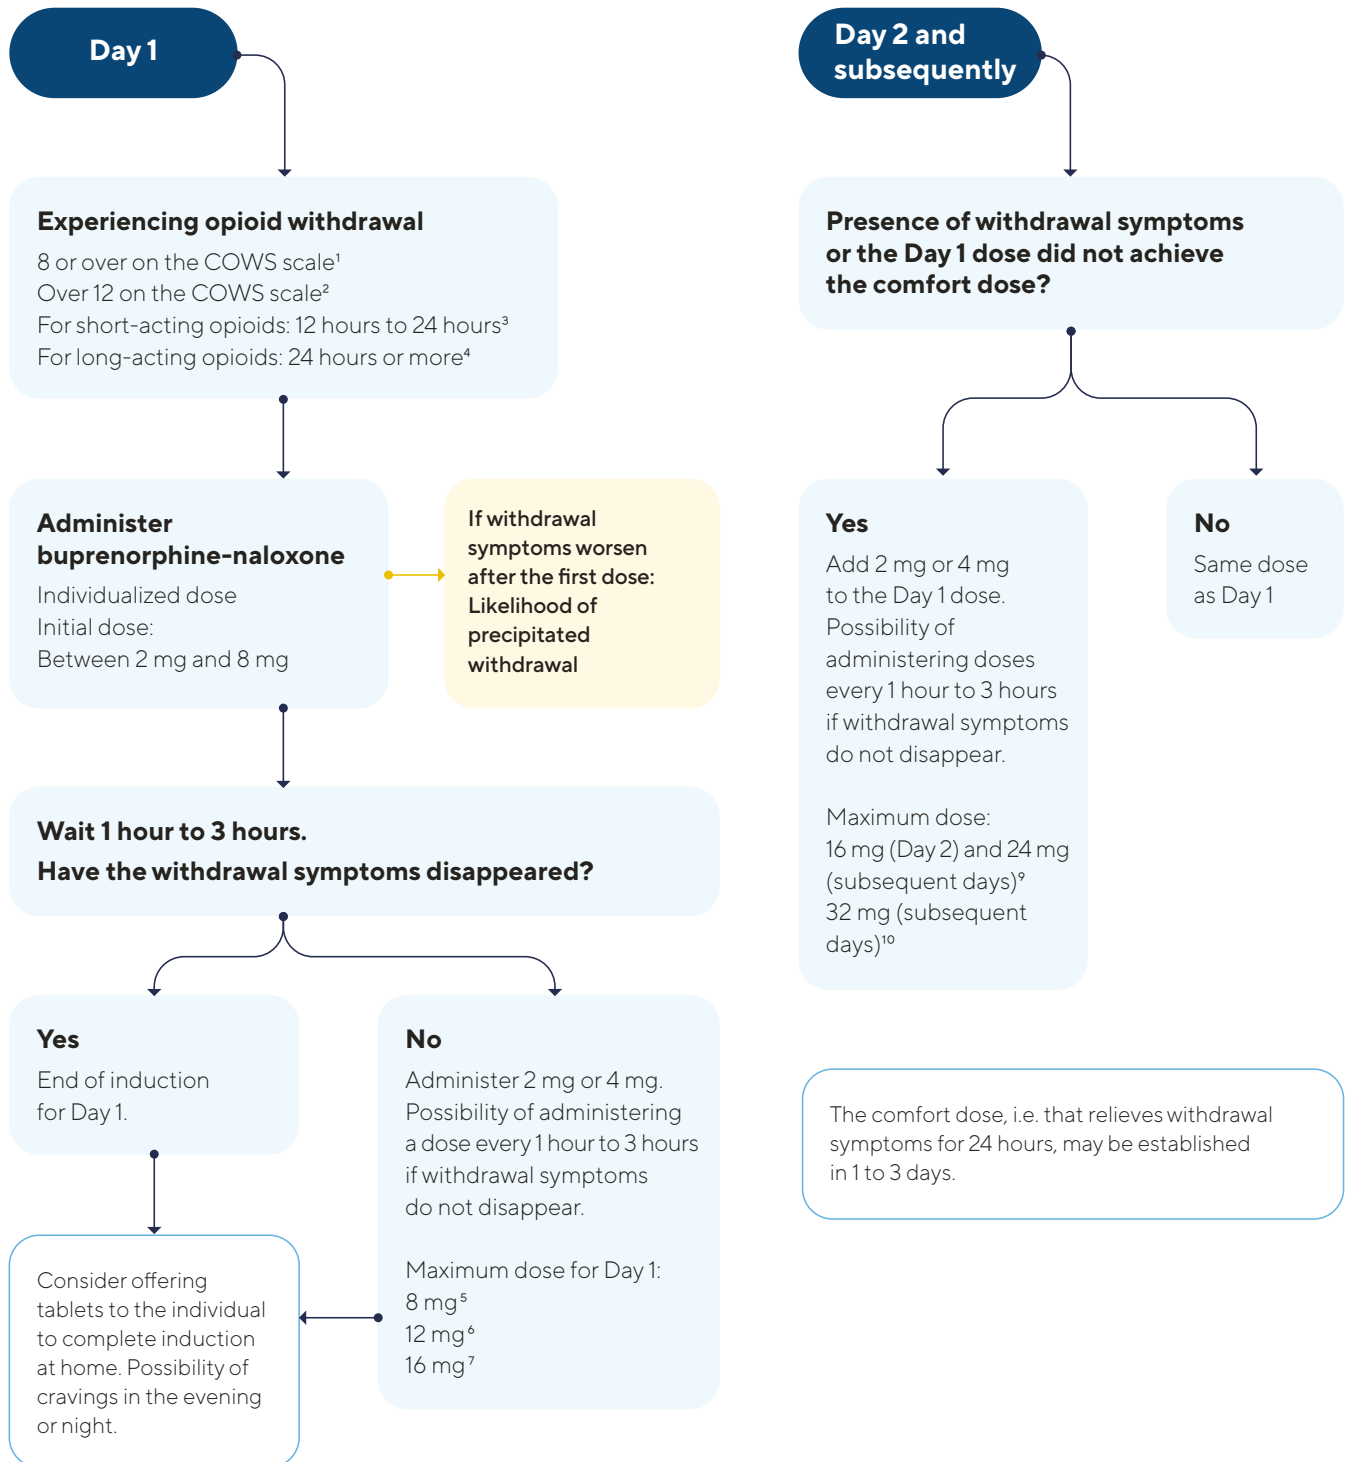 Day 1
Experiencing opioid withdrawal
8 or over on the COWS scale¹
Over 12 on the COWS scale²
For short-acting opioids: 12 hours to 24 hours³
For long-acting opioids: 24 hours or more⁴
Administer
buprenorphine-naloxone
Individualized dose
Initial dose:
Between 2 mg and 8 mg
If withdrawal
symptoms worsen
after the first dose:
Likelihood of
precipitated
withdrawal
Wait 1 hour to 3 hours.
Have the withdrawal symptoms disappeared?
Yes
End of induction
for Day 1.
No
Administer 2 mg or 4 mg.
Possibility of administering
a dose every 1 hour to 3 hours
if withdrawal symptoms
do not disappear.
Maximum dose for Day 1:
8 mg⁵
12 mg⁶
16 mg⁷
Consider offering
tablets to the individual
to complete induction
at home. Possibility of
cravings in the evening
or night.
Day 2 and
subsequently
Presence of withdrawal symptoms
or the Day 1 dose did not achieve
the comfort dose?
Yes
Add 2 mg or 4 mg
to the Day 1 dose.
Possibility of
administering doses
every 1 hour to 3 hours
if withdrawal symptoms
do not disappear.
Maximum dose:
16 mg (Day 2) and 24 mg
(subsequent days)⁹
32 mg (subsequent
days)¹⁰
No
Same dose
as Day 1
The comfort dose, i.e. that relieves withdrawal
symptoms for 24 hours, may be established
in 1 to 3 days.